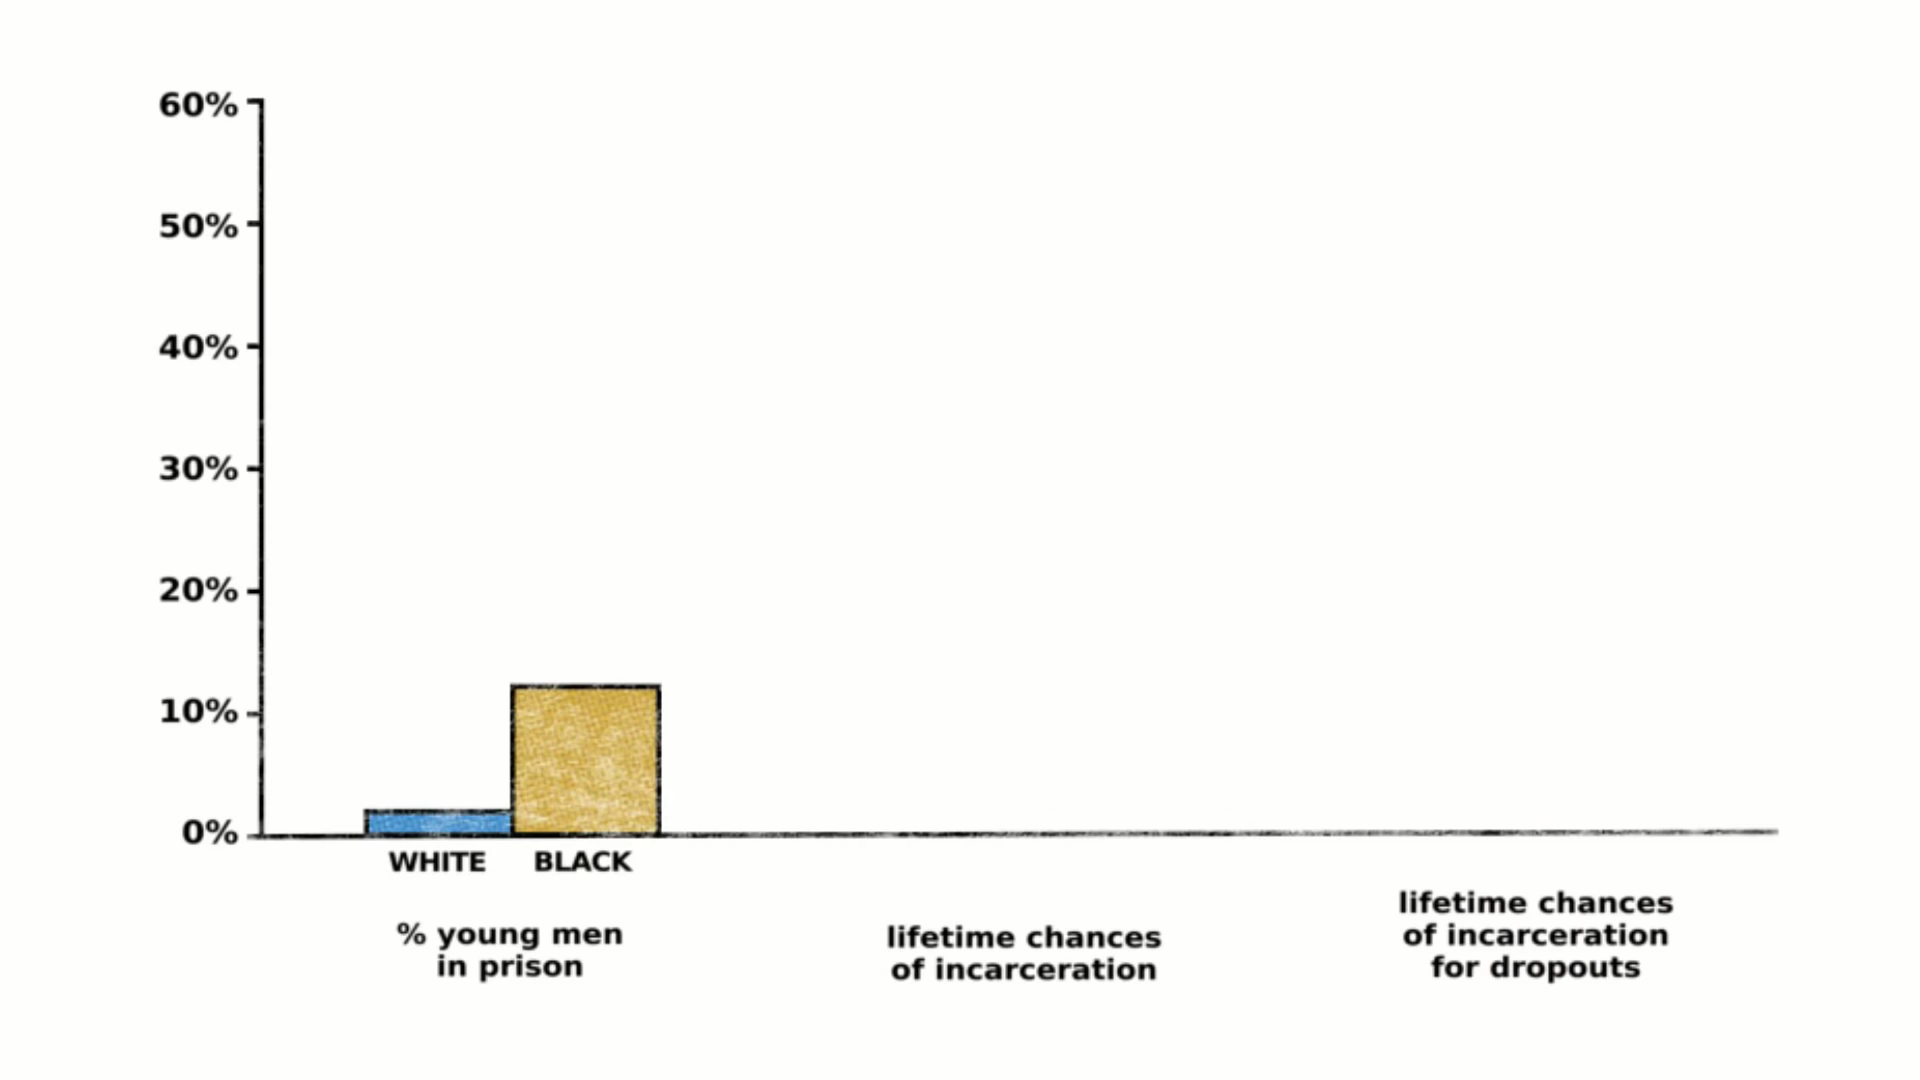 60%
50%
40%
30%
20%
10%
0%
WHITE BLACK
% young men
in prison
lifetime chances
of incarceration
lifetime chances
of incarceration
for dropouts